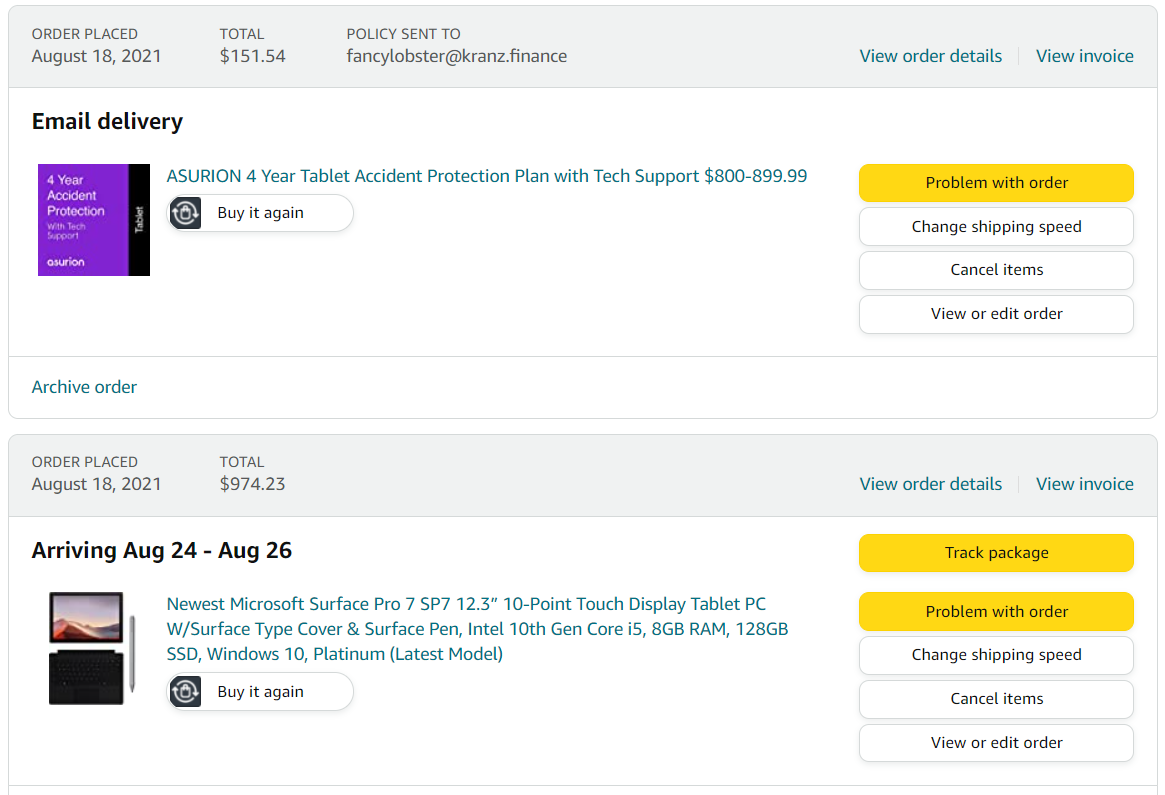 ORDER PLACED
August 18, 2021
TOTAL
$151.54
POLICY SENT TO
fancylobster@kranz.finance
View order details
View invoice
Email delivery
4 Year
Accident
Protection
With Tech
Support
asurion
Tablet
ASURION 4 Year Tablet Accident Protection Plan with Tech Support $800-899.99
Buy it again
Problem with order
Change shipping speed
Cancel items
View or edit order
Archive order
ORDER PLACED
August 18, 2021
TOTAL
$974.23
View order details
View invoice
Arriving Aug 24 - Aug 26
Newest Microsoft Surface Pro 7 SP7 12.3” 10-Point Touch Display Tablet PC
W/Surface Type Cover & Surface Pen, Intel 10th Gen Core i5, 8GB RAM, 128GB
SSD, Windows 10, Platinum (Latest Model)
Buy it again
Track package
Problem with order
Change shipping speed
Cancel items
View or edit order